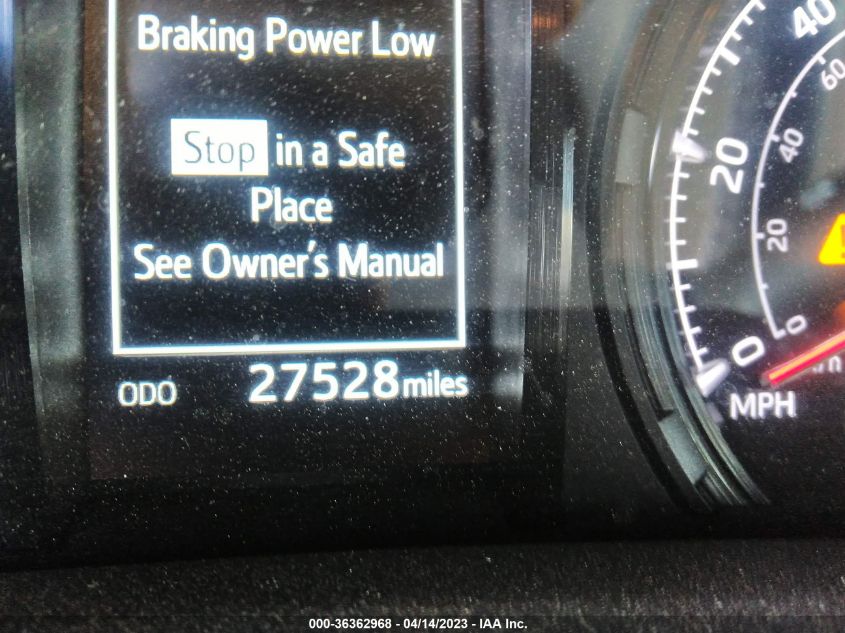 Braking Power Low
Stop in a Safe
Place
See Owner's Manual
ODO 27528 miles
40
20
0
MPH
60
40
20
0
000-36362968 - 04/14/2023 - IAA Inc.